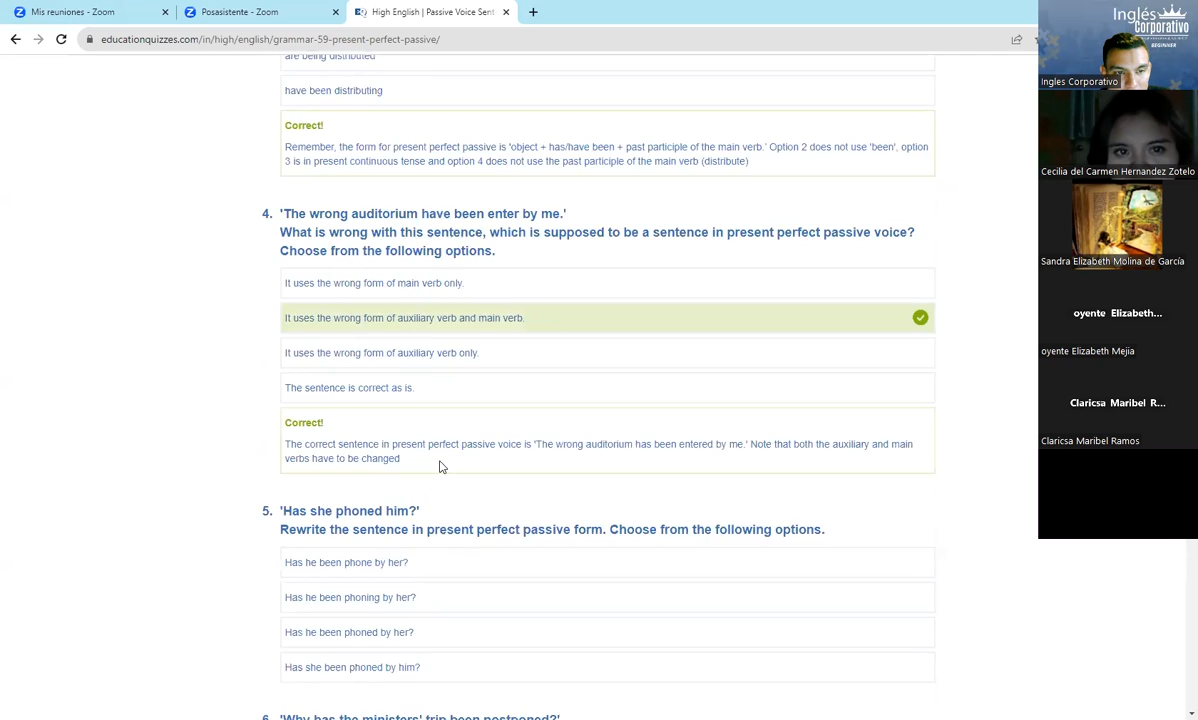 Mis reuniones - Zoom
Posasistente - Zoom
High English | Passive Voice Sent
educationquizzes.com/in/high/english/grammar-59-present-perfect-passive/
are being distributed
have been distributing
Correct!
Remember, the form for present perfect passive is 'object + has/have been + past participle of the main verb.' Option 2 does not use 'been', option
3 is in present continuous tense and option 4 does not use the past participle of the main verb (distribute)
4. 'The wrong auditorium have been enter by me.'
What is wrong with this sentence, which is supposed to be a sentence in present perfect passive voice?
Choose from the following options.
It uses the wrong form of main verb only.
It uses the wrong form of auxiliary verb and main verb.
It uses the wrong form of auxiliary verb only.
The sentence is correct as is.
Correct!
The correct sentence in present perfect passive voice is 'The wrong auditorium has been entered by me.' Note that both the auxiliary and main
verbs have to be changed
5. 'Has she phoned him?'
Rewrite the sentence in present perfect passive form. Choose from the following options.
Has he been phone by her?
Has he been phoning by her?
Has he been phoned by her?
Has she been phoned by him?
6. 'Why has the ministers' trip been postponed?'
Inglés
Corporativo
BEGINNER
Ingles Corporativo
Cecilia del Carmen Hernandez Zotelo
Sandra Elizabeth Molina de García
oyente Elizabeth...
oyente Elizabeth Mejia
Claricsa Maribel R...
Claricsa Maribel Ramos